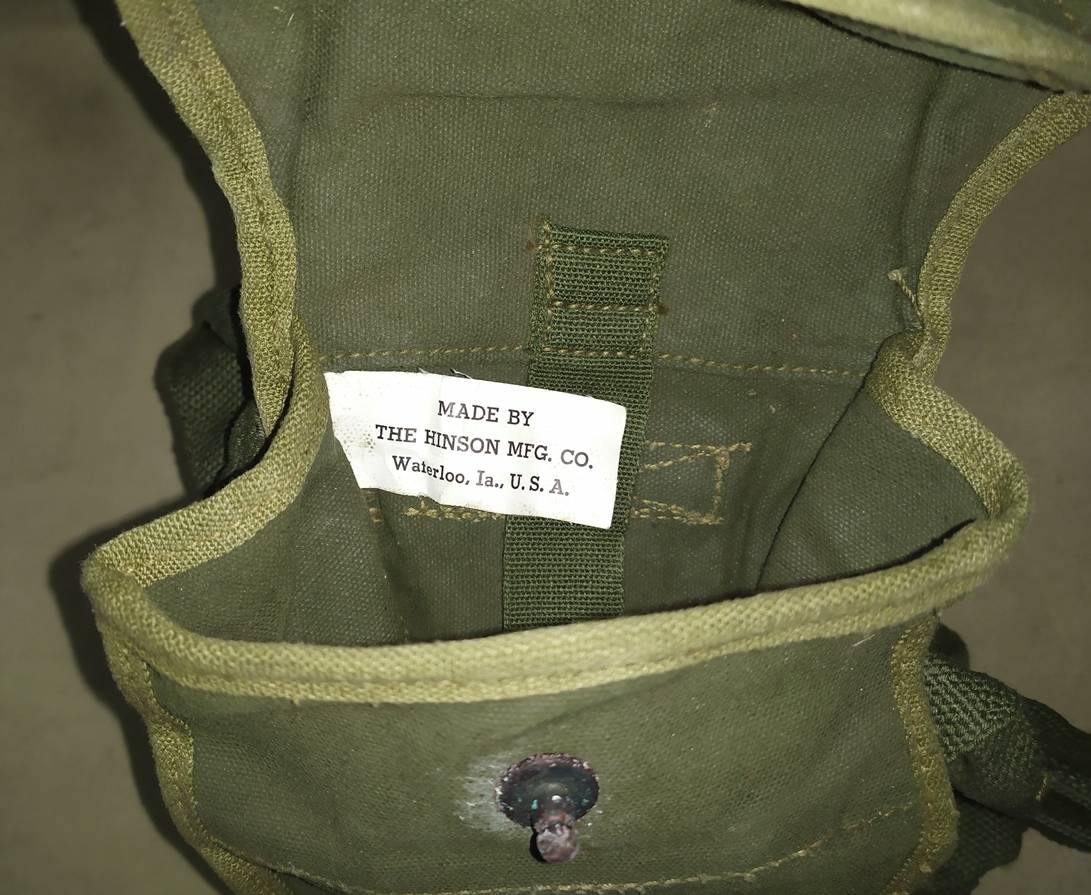 MADE BY
THE HINSON MFG. CO.
Waterloo, Ia., U. S. A.